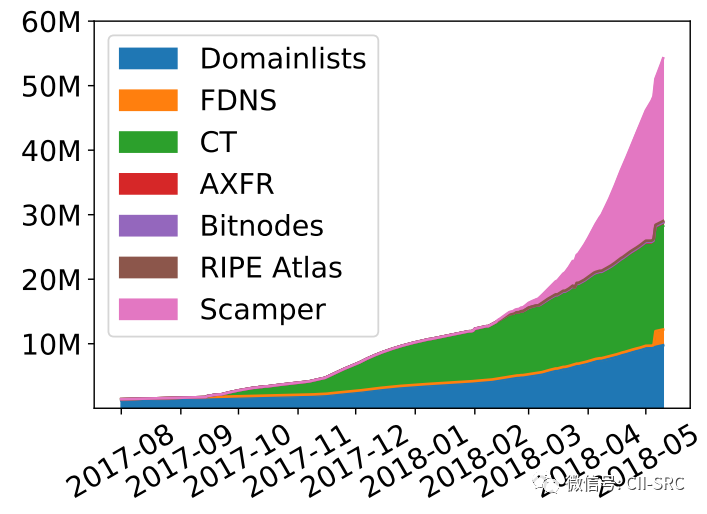 60M
50M
40M
30M
20M
10M
Domainlists
FDNS
CT
AXFR
Bitnodes
RIPE Atlas
Scamper
2017-08
2017-09
2017-10
2017-11
2017-12
2018-01
2018-02
2018-03
2018-04
2018-05
微信号: CII-SRC